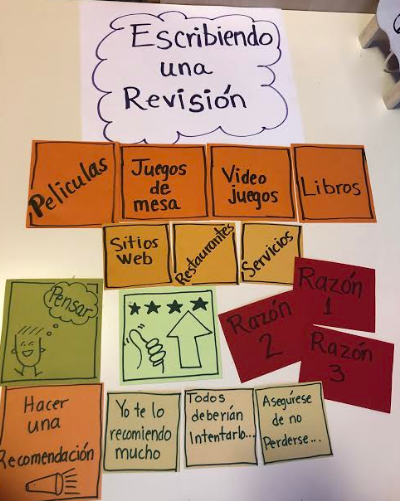 Escribiendo
una
Revisión
Peliculas
Juegos
de
mesa
Video
juegos
Libros
Sitios
web
Restaurantes
Servicios
Pensar
Razón
1
Razón
2
Razón
3
Hacer
una
Recomendación
Yo te lo
recomiendo
mucho
Todos
deberían
Intentarlo...
Asegúrese
de no
Perderse...